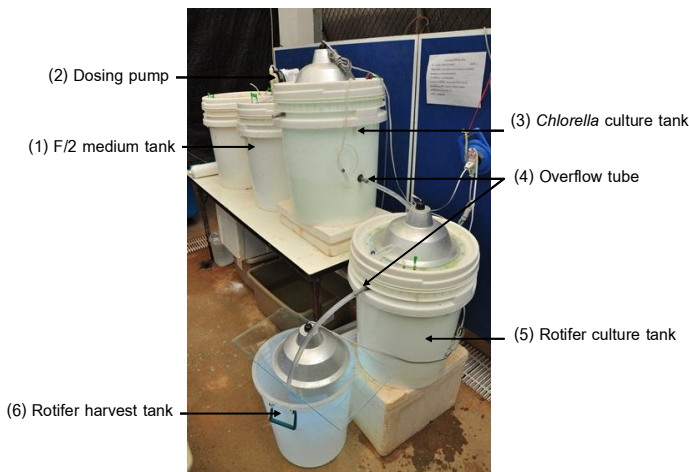 (2) Dosing pump
(1) F/2 medium tank
(3) Chlorella culture tank
(4) Overflow tube
(5) Rotifer culture tank
(6) Rotifer harvest tank